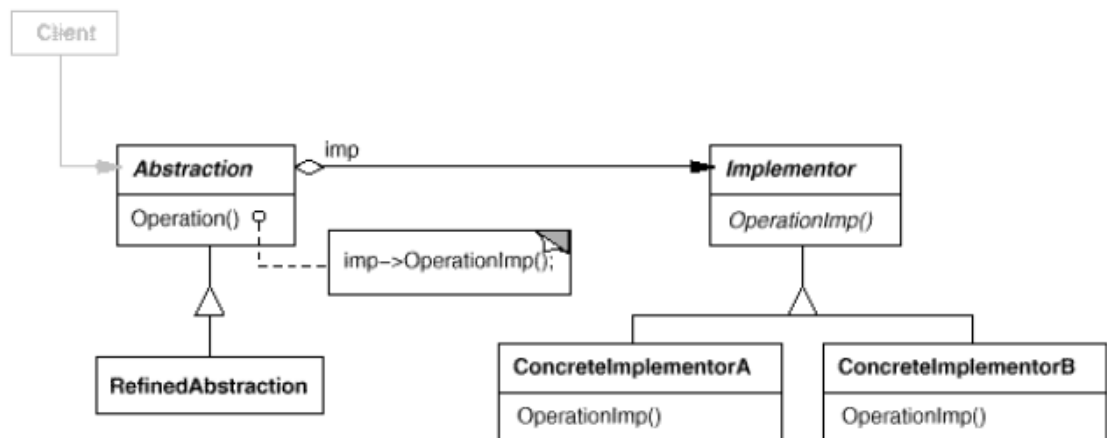 Client
imp
Abstraction
Implementor
Operation()
OperationImp()
imp->OperationImp();
RefinedAbstraction
ConcreteImplementorA
ConcreteImplementorB
OperationImp()
OperationImp()